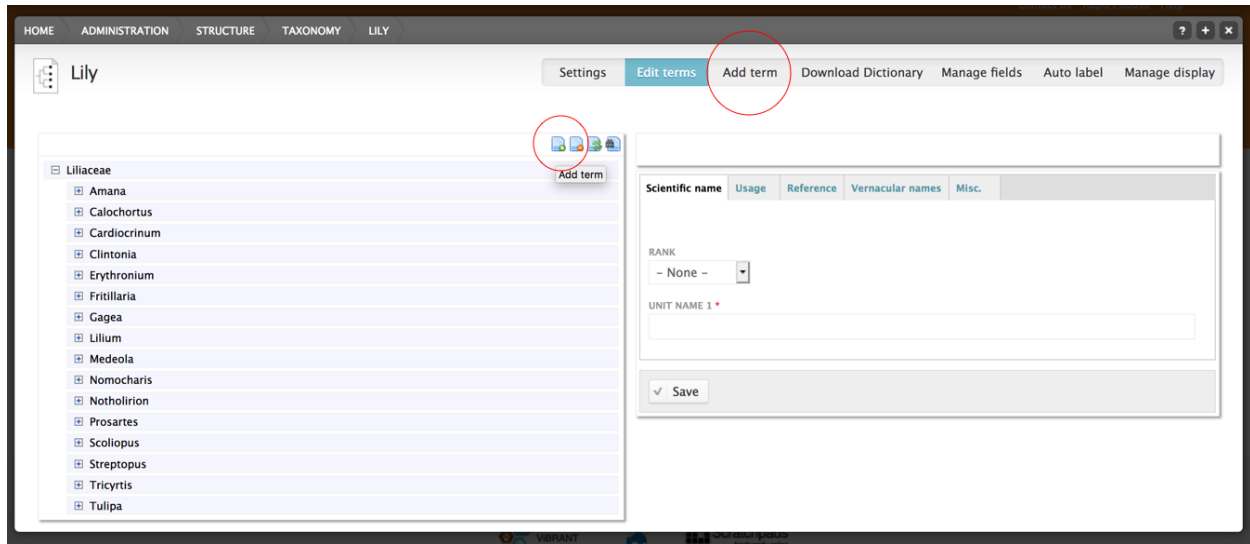 HOME ADMINISTRATION STRUCTURE TAXONOMY LILY ? + ×
Lily
Settings Edit terms Add term Download Dictionary Manage fields Auto label Manage display
Add term
Liliaceae
Amana
Calochortus
Cardiocrinum
Clintonia
Erythronium
Fritillaria
Gagea
Lilium
Medeola
Nomocharis
Notholirion
Prosartes
Scoliopus
Streptopus
Tricyrtis
Tulipa
Scientific name Usage Reference Vernacular names Misc.
RANK
– None –
UNIT NAME 1 *
Save
ViBRANT Scratchpads